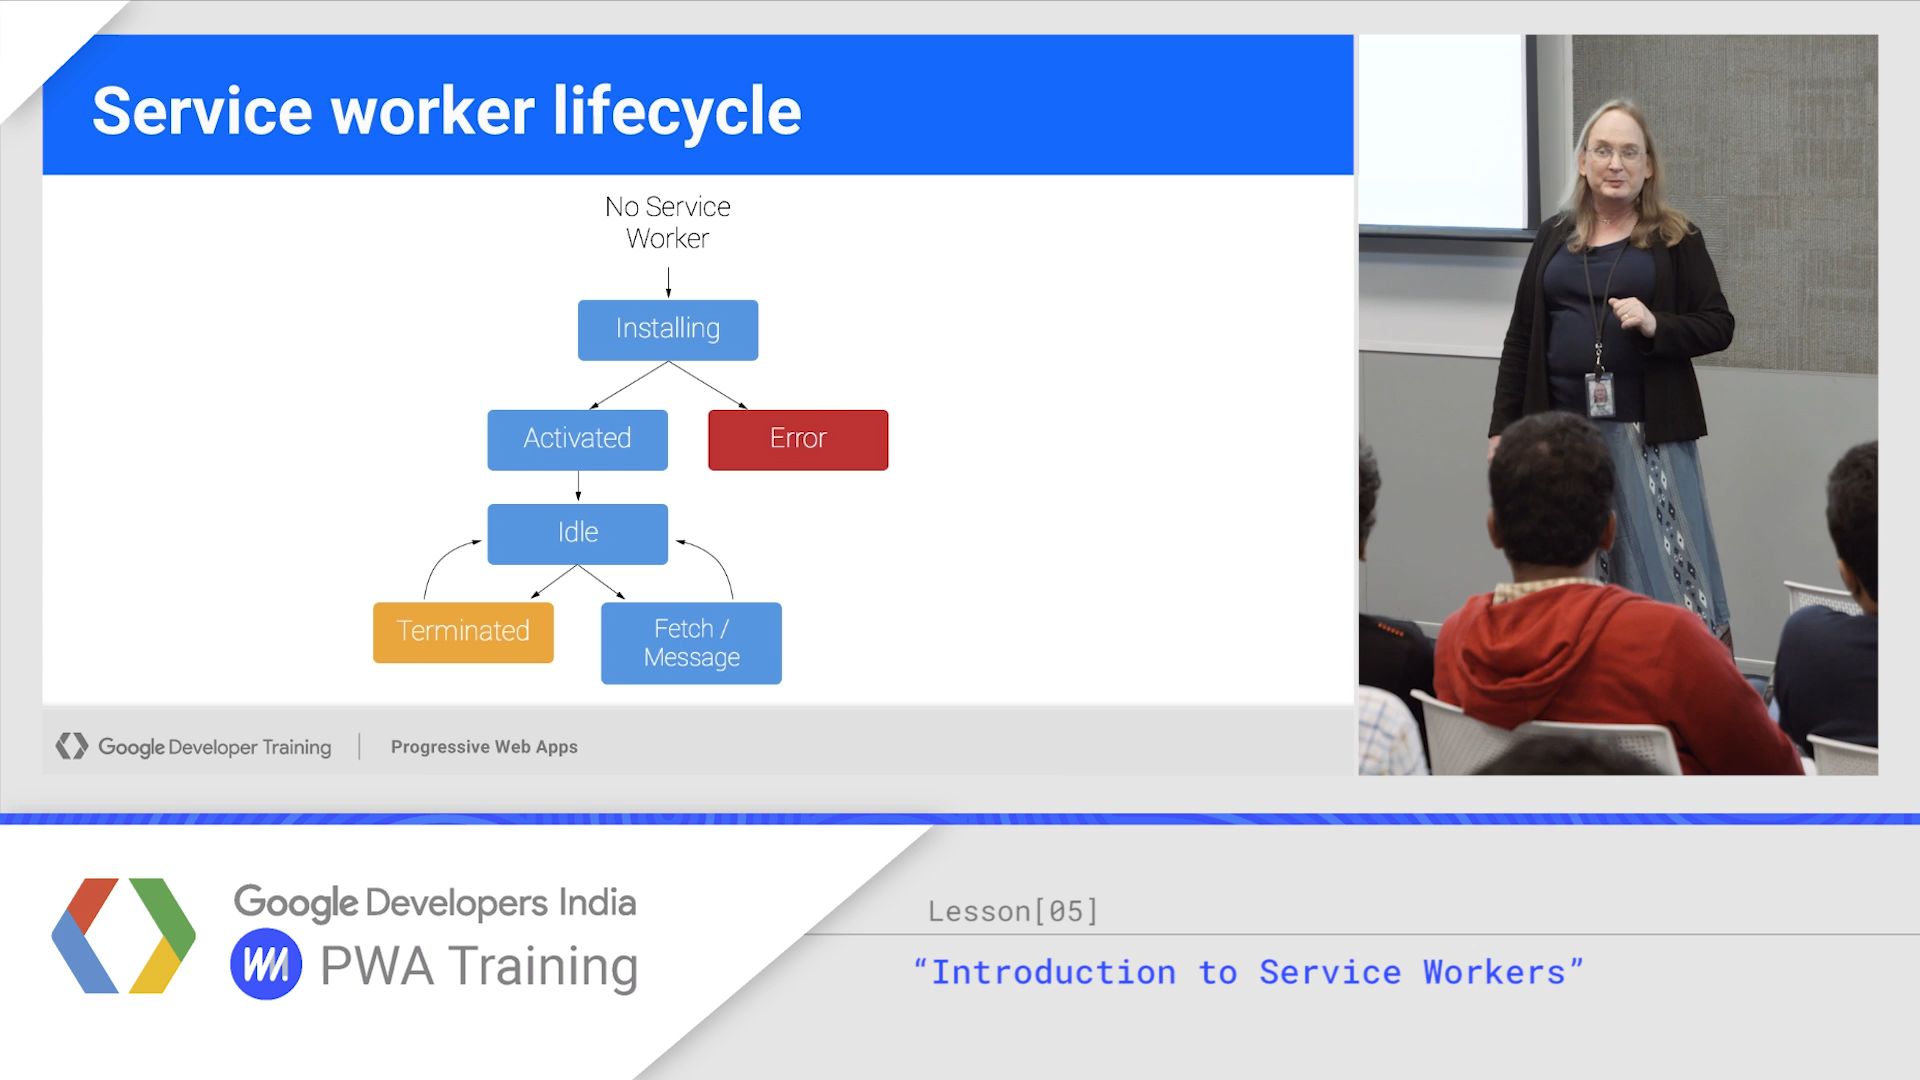 Service worker lifecycle
No Service
Worker
Installing
Activated
Error
Idle
Terminated
Fetch /
Message
Google Developer Training
Progressive Web Apps
Google Developers India
PWA Training
Lesson[05]
“Introduction to Service Workers”